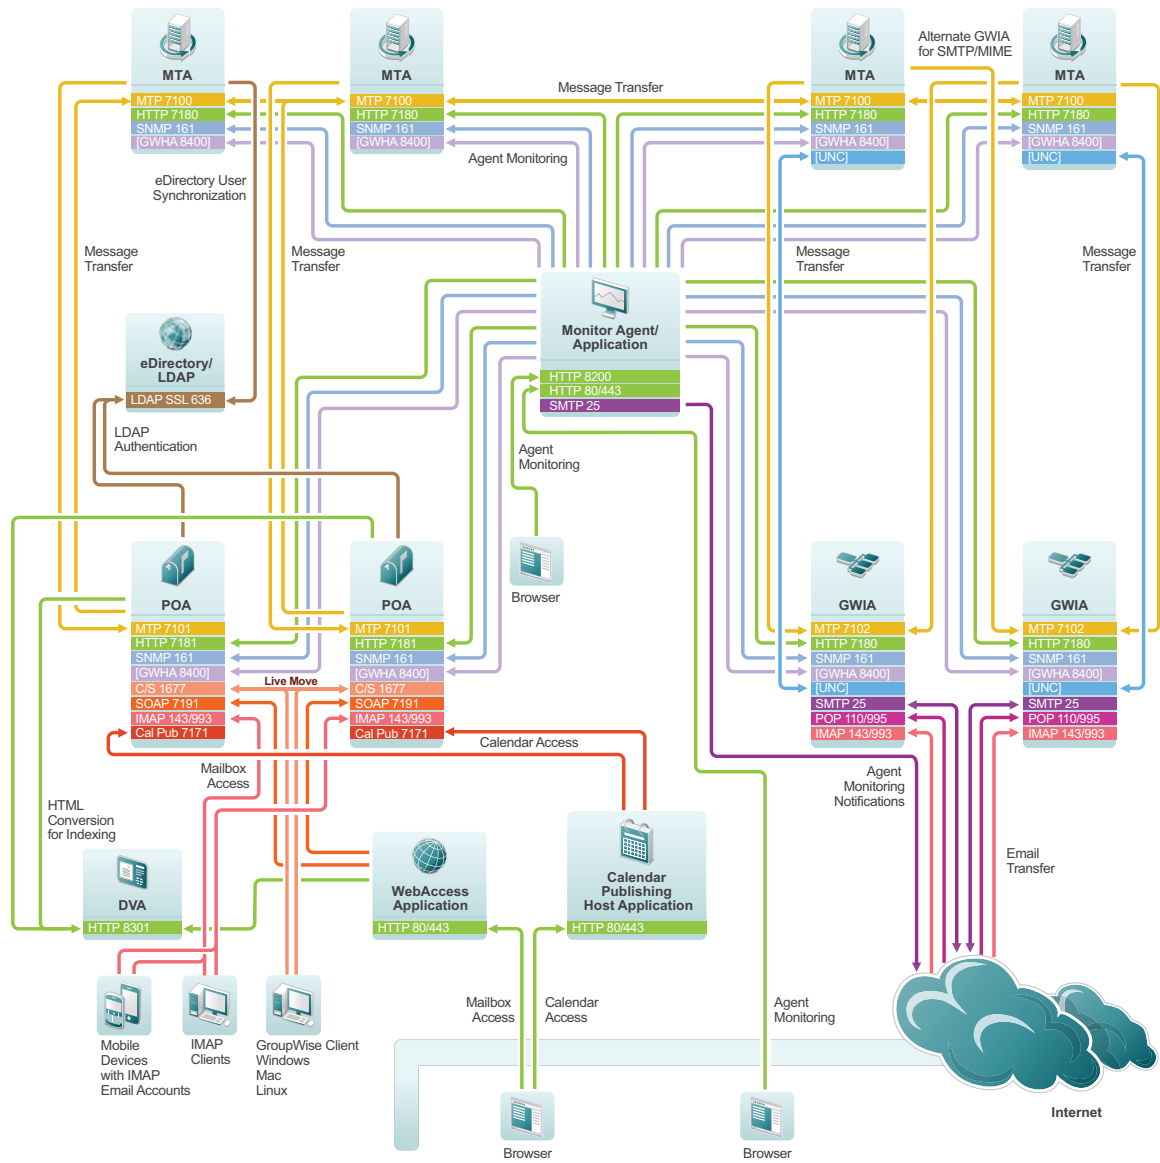 MTA
MTP 7100
HTTP 7180
SNMP 161
[GWHA 8400]
MTA
MTP 7100
HTTP 7180
SNMP 161
[GWHA 8400]
Message Transfer
Agent Monitoring
MTA
MTP 7100
HTTP 7180
SNMP 161
[GWHA 8400]
[UNC]
Alternate GWIA
for SMTP/MIME
MTA
MTP 7100
HTTP 7180
SNMP 161
[GWHA 8400]
[UNC]
eDirectory User
Synchronization
Message
Transfer
Message
Transfer
Message
Transfer
Message
Transfer
Monitor Agent/
Application
HTTP 8200
HTTP 80/443
SMTP 25
eDirectory/
LDAP
LDAP SSL 636
LDAP
Authentication
Agent
Monitoring
Browser
POA
MTP 7101
HTTP 7181
SNMP 161
[GWHA 8400]
C/S 1677
SOAP 7191
IMAP 143/993
Cal Pub 7171
Live Move
POA
MTP 7101
HTTP 7181
SNMP 161
[GWHA 8400]
C/S 1677
SOAP 7191
IMAP 143/993
Cal Pub 7171
GWIA
MTP 7102
HTTP 7180
SNMP 161
[GWHA 8400]
[UNC]
SMTP 25
POP 110/995
IMAP 143/993
GWIA
MTP 7102
HTTP 7180
SNMP 161
[GWHA 8400]
[UNC]
SMTP 25
POP 110/995
IMAP 143/993
Calendar Access
Mailbox
Access
Agent
Monitoring
Notifications
HTML
Conversion
for Indexing
Email
Transfer
DVA
HTTP 8301
WebAccess
Application
HTTP 80/443
Calendar
Publishing
Host Application
HTTP 80/443
Mobile
Devices
with IMAP
Email Accounts
IMAP
Clients
GroupWise Client
Windows
Mac
Linux
Mailbox
Access
Calendar
Access
Agent
Monitoring
Browser
Browser
Internet